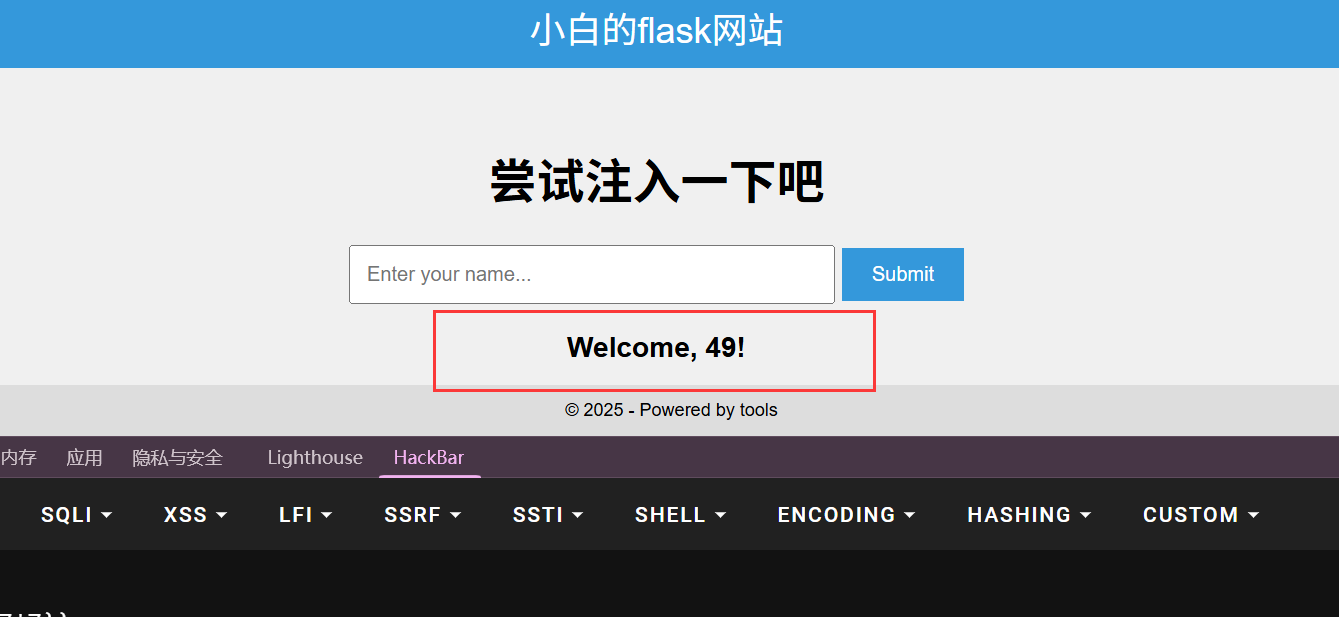 小白的flask网站
尝试注入一下吧
Enter your name... Submit
Welcome, 49!
© 2025 - Powered by tools
内存 应用 隐私与安全 Lighthouse HackBar
SQLI XSS LFI SSRF SSTI SHELL ENCODING HASHING CUSTOM